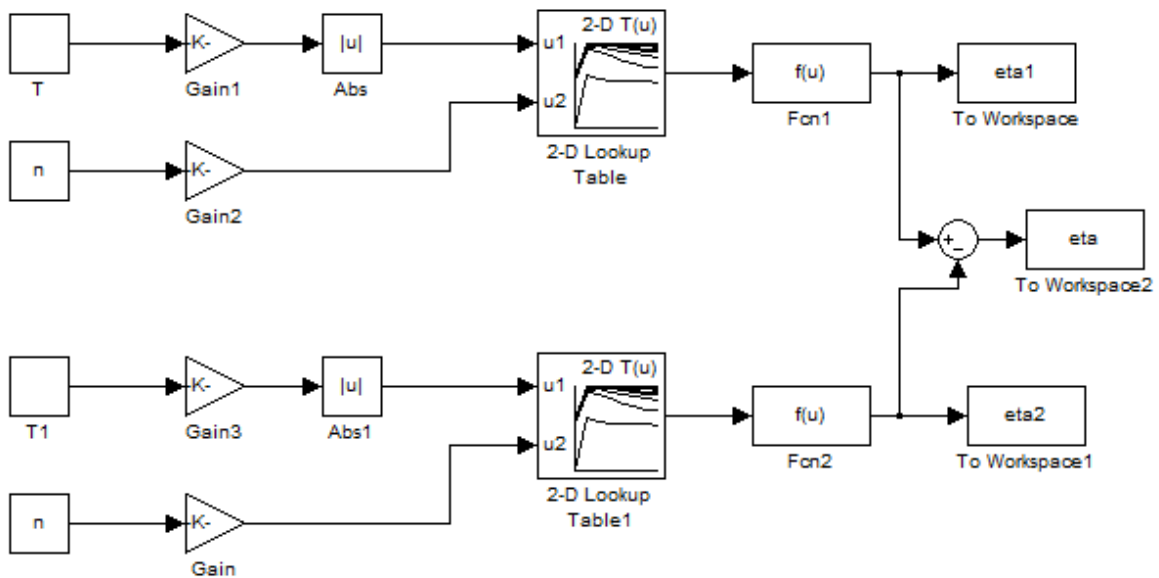 T
K-
Gain1
|u|
Abs
2-D T(u)
u1
u2
2-D Lookup
Table
f(u)
Fcn1
eta1
To Workspace
n
K-
Gain2
+
−
eta
To Workspace2
T1
K-
Gain3
|u|
Abs1
2-D T(u)
u1
u2
2-D Lookup
Table1
f(u)
Fcn2
eta2
To Workspace1
n
K-
Gain